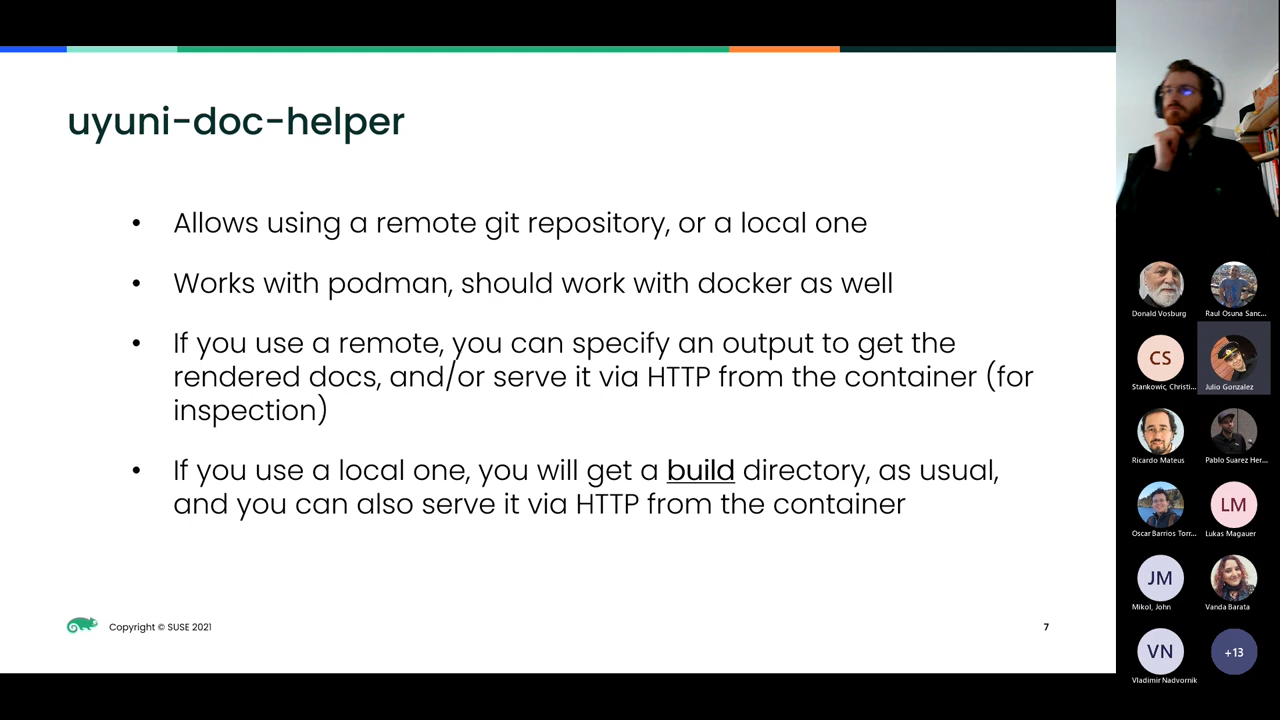 uyuni-doc-helper
• Allows using a remote git repository, or a local one
• Works with podman, should work with docker as well
• If you use a remote, you can specify an output to get the
rendered docs, and/or serve it via HTTP from the container (for
inspection)
• If you use a local one, you will get a build directory, as usual,
and you can also serve it via HTTP from the container
Copyright © SUSE 2021
7
Donald Vosburg
Raul Osuna Sanc...
CS
Stankowic, Christi...
Julio Gonzalez
Ricardo Mateus
Pablo Suarez Her...
Oscar Barrios Torr...
LM
Lukas Magauer
JM
Mikol, John
Vanda Barata
VN
Vladimir Nadvornik
+13